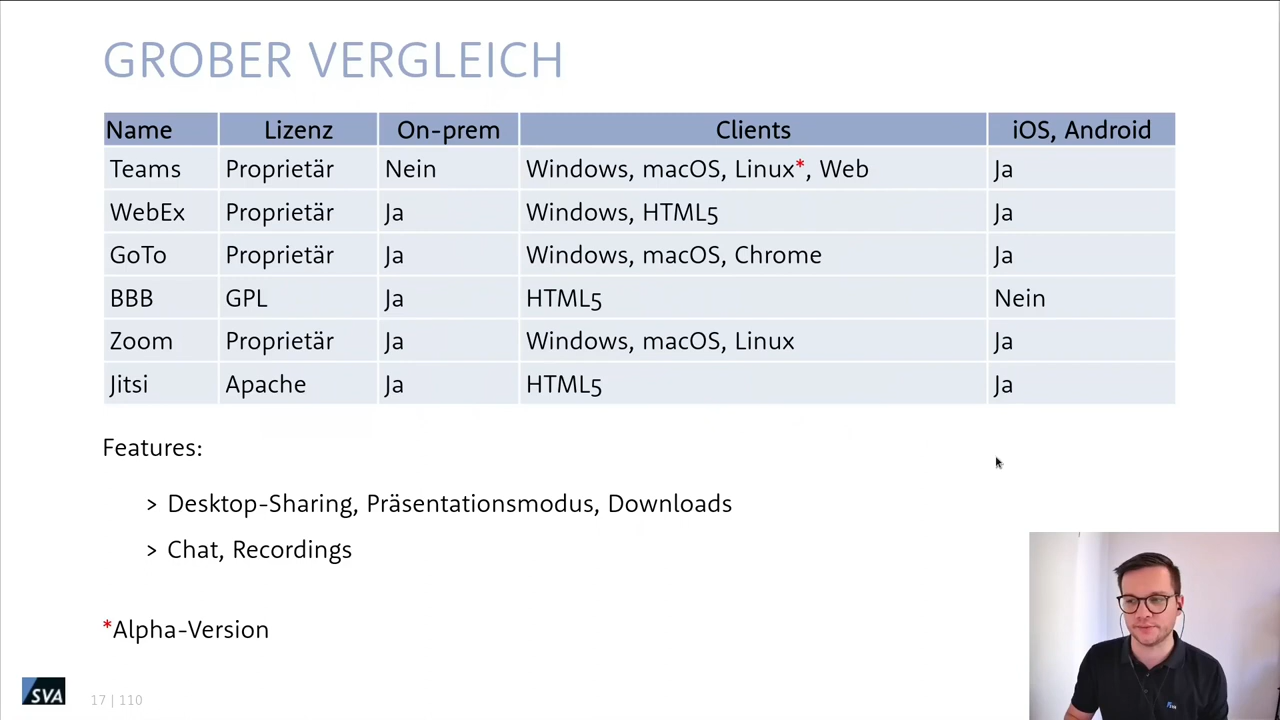 GROBER VERGLEICH
Name Lizenz On-prem Clients iOS, Android
Teams Proprietär Nein Windows, macOS, Linux*, Web Ja
WebEx Proprietär Ja Windows, HTML5 Ja
GoTo Proprietär Ja Windows, macOS, Chrome Ja
BBB GPL Ja HTML5 Nein
Zoom Proprietär Ja Windows, macOS, Linux Ja
Jitsi Apache Ja HTML5 Ja
Features:
> Desktop-Sharing, Präsentationsmodus, Downloads
> Chat, Recordings
*Alpha-Version
SVA 17 | 110